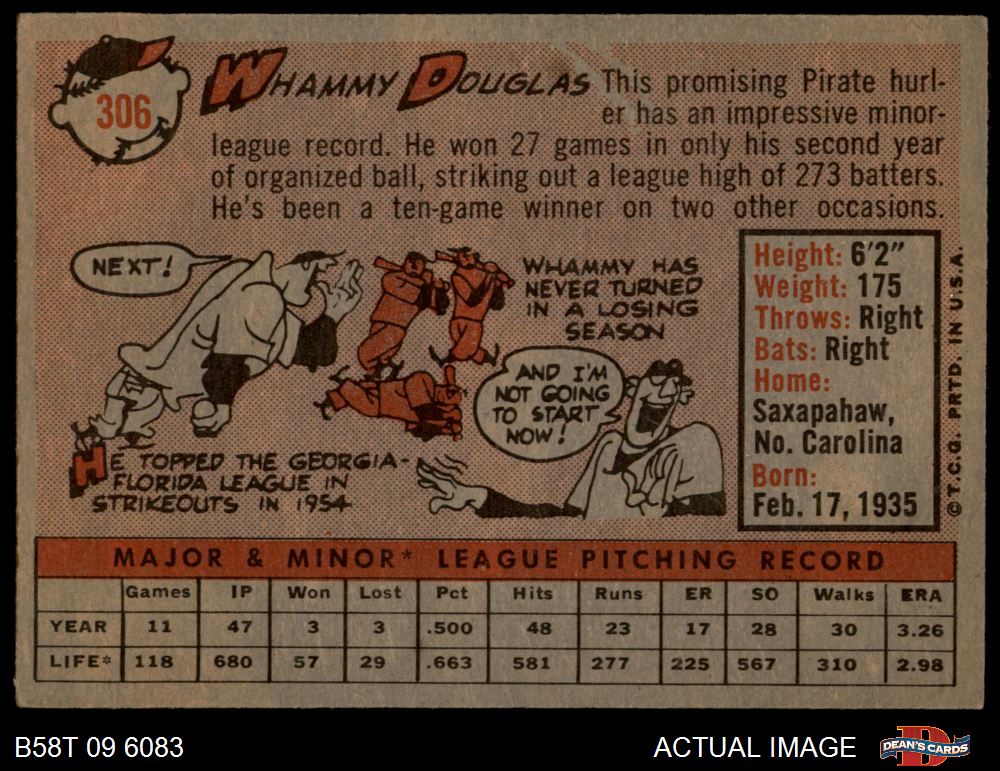 306
WHAMMY DOUGLAS This promising Pirate hurl-
er has an impressive minor-
league record. He won 27 games in only his second year
of organized ball, striking out a league high of 273 batters.
He's been a ten-game winner on two other occasions.
NEXT!
HE TOPPED THE GEORGIA-
FLORIDA LEAGUE IN
STRIKEOUTS IN 1954
WHAMMY HAS
NEVER TURNED
IN A LOSING
SEASON
AND I'M
NOT GOING
TO START
NOW!
Height: 6'2"
Weight: 175
Throws: Right
Bats: Right
Home:
Saxapahaw,
No. Carolina
Born:
Feb. 17, 1935
© T.C.G. PRTD. IN U.S.A.
MAJOR & MINOR* LEAGUE PITCHING RECORD
Games IP Won Lost Pct Hits Runs ER SO Walks ERA
YEAR 11 47 3 3 .500 48 23 17 28 30 3.26
LIFE* 118 680 57 29 .663 581 277 225 567 310 2.98
B58T 09 6083
ACTUAL IMAGE
DEAN'S CARDS